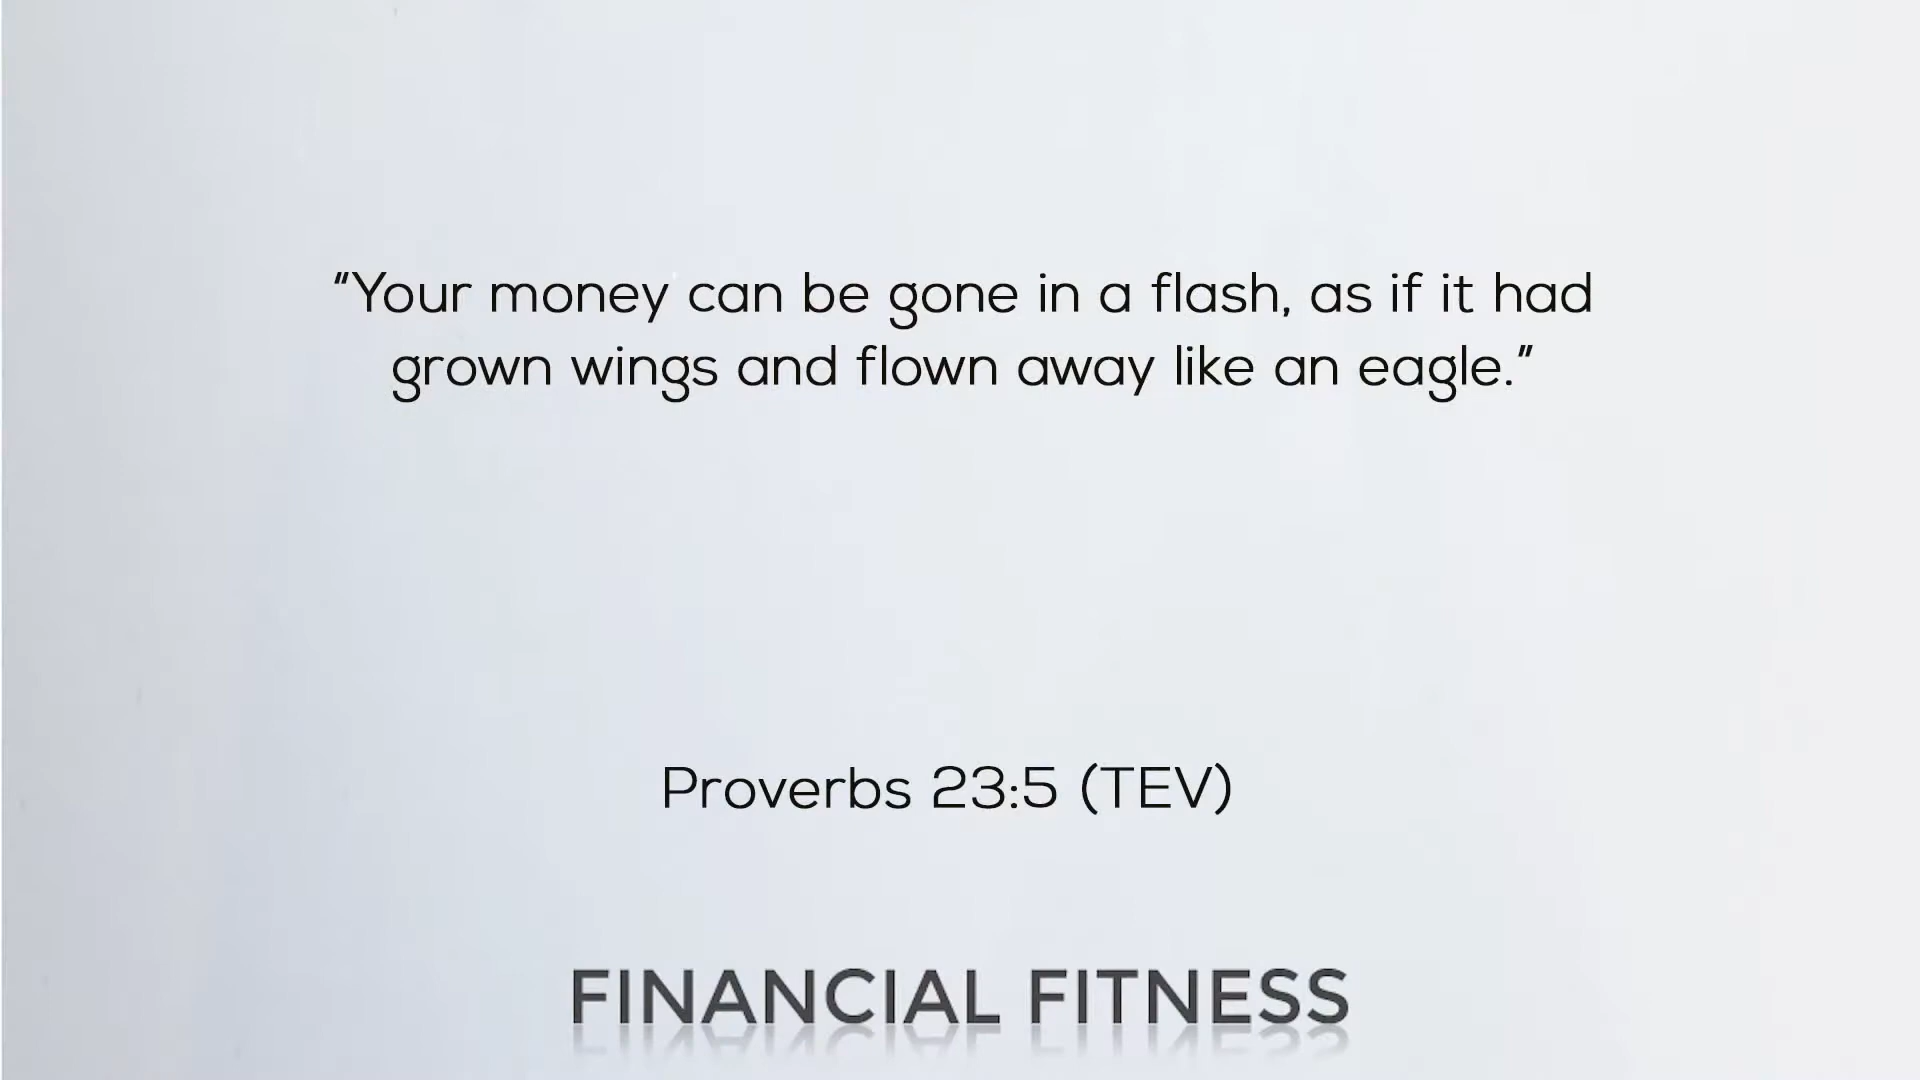 “Your money can be gone in a flash, as if it had
grown wings and flown away like an eagle.”
Proverbs 23:5 (TEV)
FINANCIAL FITNESS